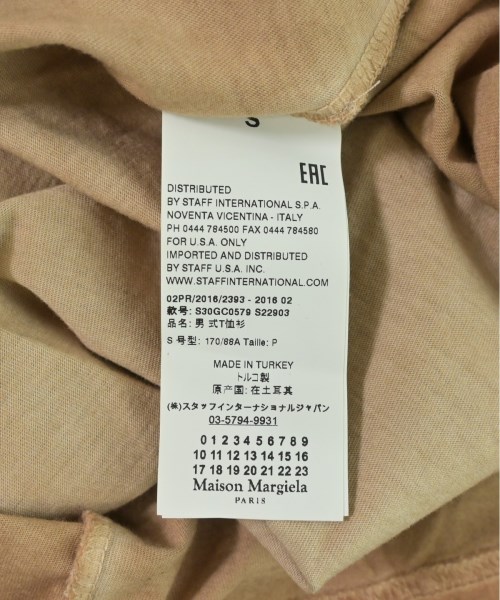 S
EAC
DISTRIBUTED
BY STAFF INTERNATIONAL S.P.A.
NOVENTA VICENTINA - ITALY
PH 0444 784500 FAX 0444 784580
FOR U.S.A. ONLY
IMPORTED AND DISTRIBUTED
BY STAFF U.S.A. INC.
WWW.STAFFINTERNATIONAL.COM
02PR/2016/2393 - 2016 02
款号: S30GC0579 S22903
品名: 男 式T恤衫
S 号型: 170/88A Taille: P
MADE IN TURKEY
トルコ製
原产国: 在土耳其
(株)スタッフインターナショナルジャパン
03-5794-9931
0 1 2 3 4 5 6 7 8 9
10 11 12 13 14 15 16
17 18 19 20 21 22 23
Maison Margiela
PARIS